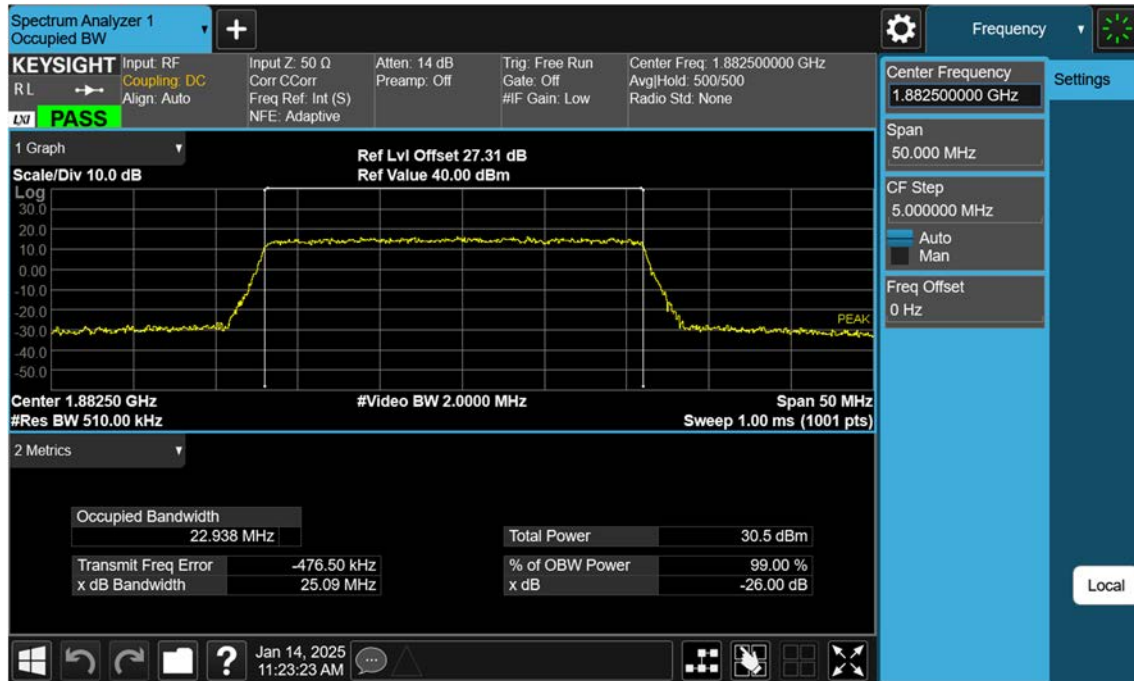 Spectrum Analyzer 1
Occupied BW
+
Frequency
KEYSIGHT
R L
LXI
PASS
Input: RF
Coupling: DC
Align: Auto
Input Z: 50 Ω
Corr CCorr
Freq Ref: Int (S)
NFE: Adaptive
Atten: 14 dB
Preamp: Off
Trig: Free Run
Gate: Off
#IF Gain: Low
Center Freq: 1.882500000 GHz
Avg|Hold: 500/500
Radio Std: None
Center Frequency
1.882500000 GHz
Settings
Span
50.000 MHz
CF Step
5.000000 MHz
Auto
Man
Freq Offset
0 Hz
Local
1 Graph
Scale/Div 10.0 dB
Ref Lvl Offset 27.31 dB
Ref Value 40.00 dBm
Log
30.0
20.0
10.0
0.00
-10.0
-20.0
-30.0
-40.0
-50.0
PEAK
Center 1.88250 GHz
#Video BW 2.0000 MHz
Span 50 MHz
#Res BW 510.00 kHz
Sweep 1.00 ms (1001 pts)
2 Metrics
Occupied Bandwidth
22.938 MHz
Total Power 30.5 dBm
Transmit Freq Error -476.50 kHz
% of OBW Power 99.00 %
x dB Bandwidth 25.09 MHz
x dB -26.00 dB
?
Jan 14, 2025
11:23:23 AM